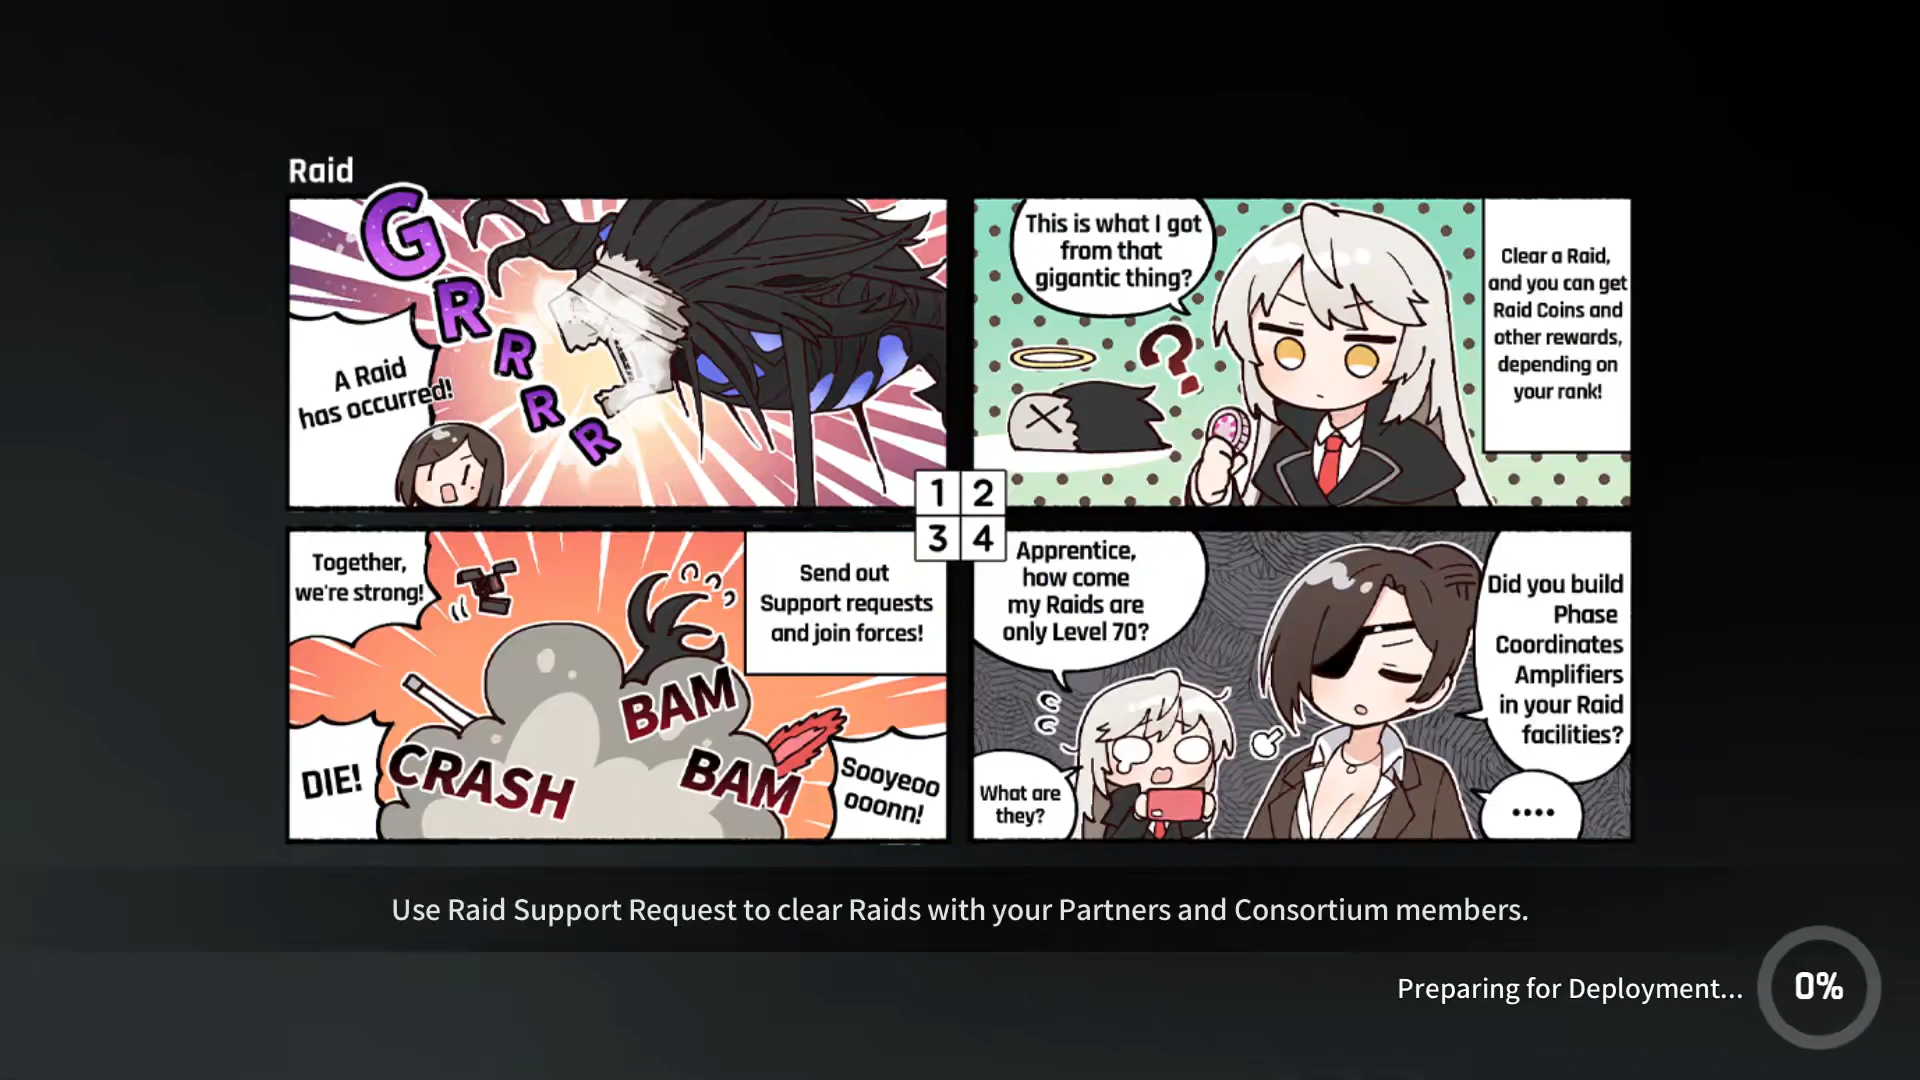 Raid
GRRRR
A Raid
has occurred!
This is what I got
from that
gigantic thing?
?
Clear a Raid,
and you can get
Raid Coins and
other rewards,
depending on
your rank!
1 2
3 4
Together,
we're strong!
Send out
Support requests
and join forces!
BAM
DIE!
CRASH
BAM
Sooyeoo
ooonn!
Apprentice,
how come
my Raids are
only Level 70?
Did you build
Phase
Coordinates
Amplifiers
in your Raid
facilities?
What are
they?
....
Use Raid Support Request to clear Raids with your Partners and Consortium members.
Preparing for Deployment...
0%